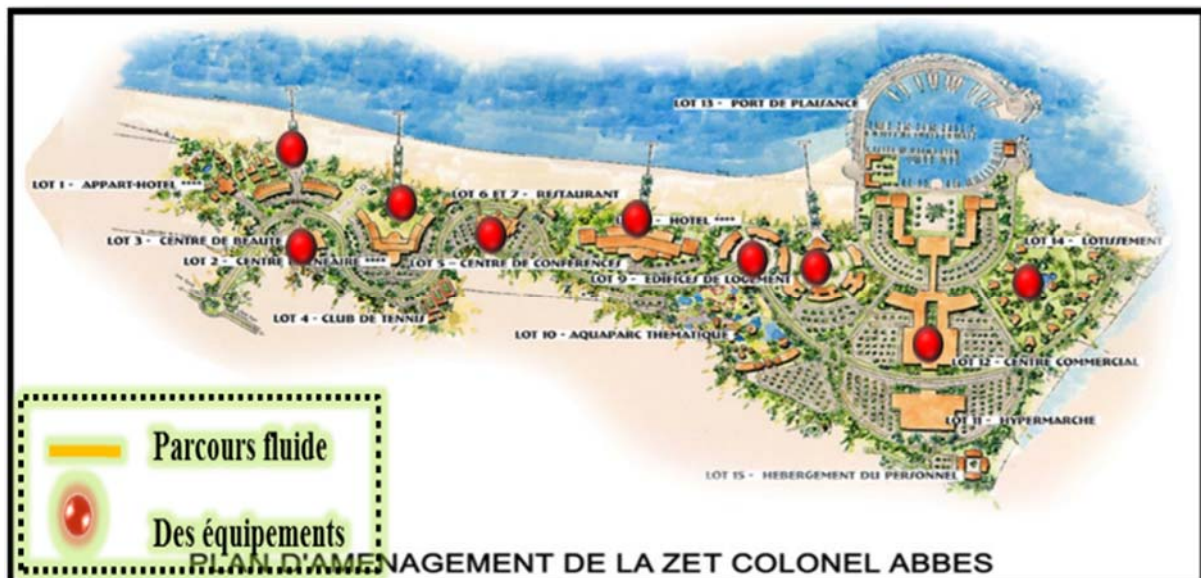 LOT 13 - PORT DE PLAISANCE
LOT 1 - APPART-HOTEL ****
LOT 6 ET 7 - RESTAURANT
HOTEL ****
LOT 3 - CENTRE DE BEAUTE
LOT 14 - LOTISSEMENT
LOT 2 - CENTRE ****
LOT 5 - CENTRE DE CONFERENCES
LOT 9 - EDIFICES DE LOGEMENT
LOT 4 - CLUB DE TENNIS
LOT 10 - AQUAPARC THEMATIQUE
LOT 12 - CENTRE COMMERCIAL
LOT 11 - HYPERMARCHE
LOT 15 - HEBERGEMENT DU PERSONNEL
Parcours fluide
Des équipements
PLAN D'AMENAGEMENT DE LA ZET COLONEL ABBES